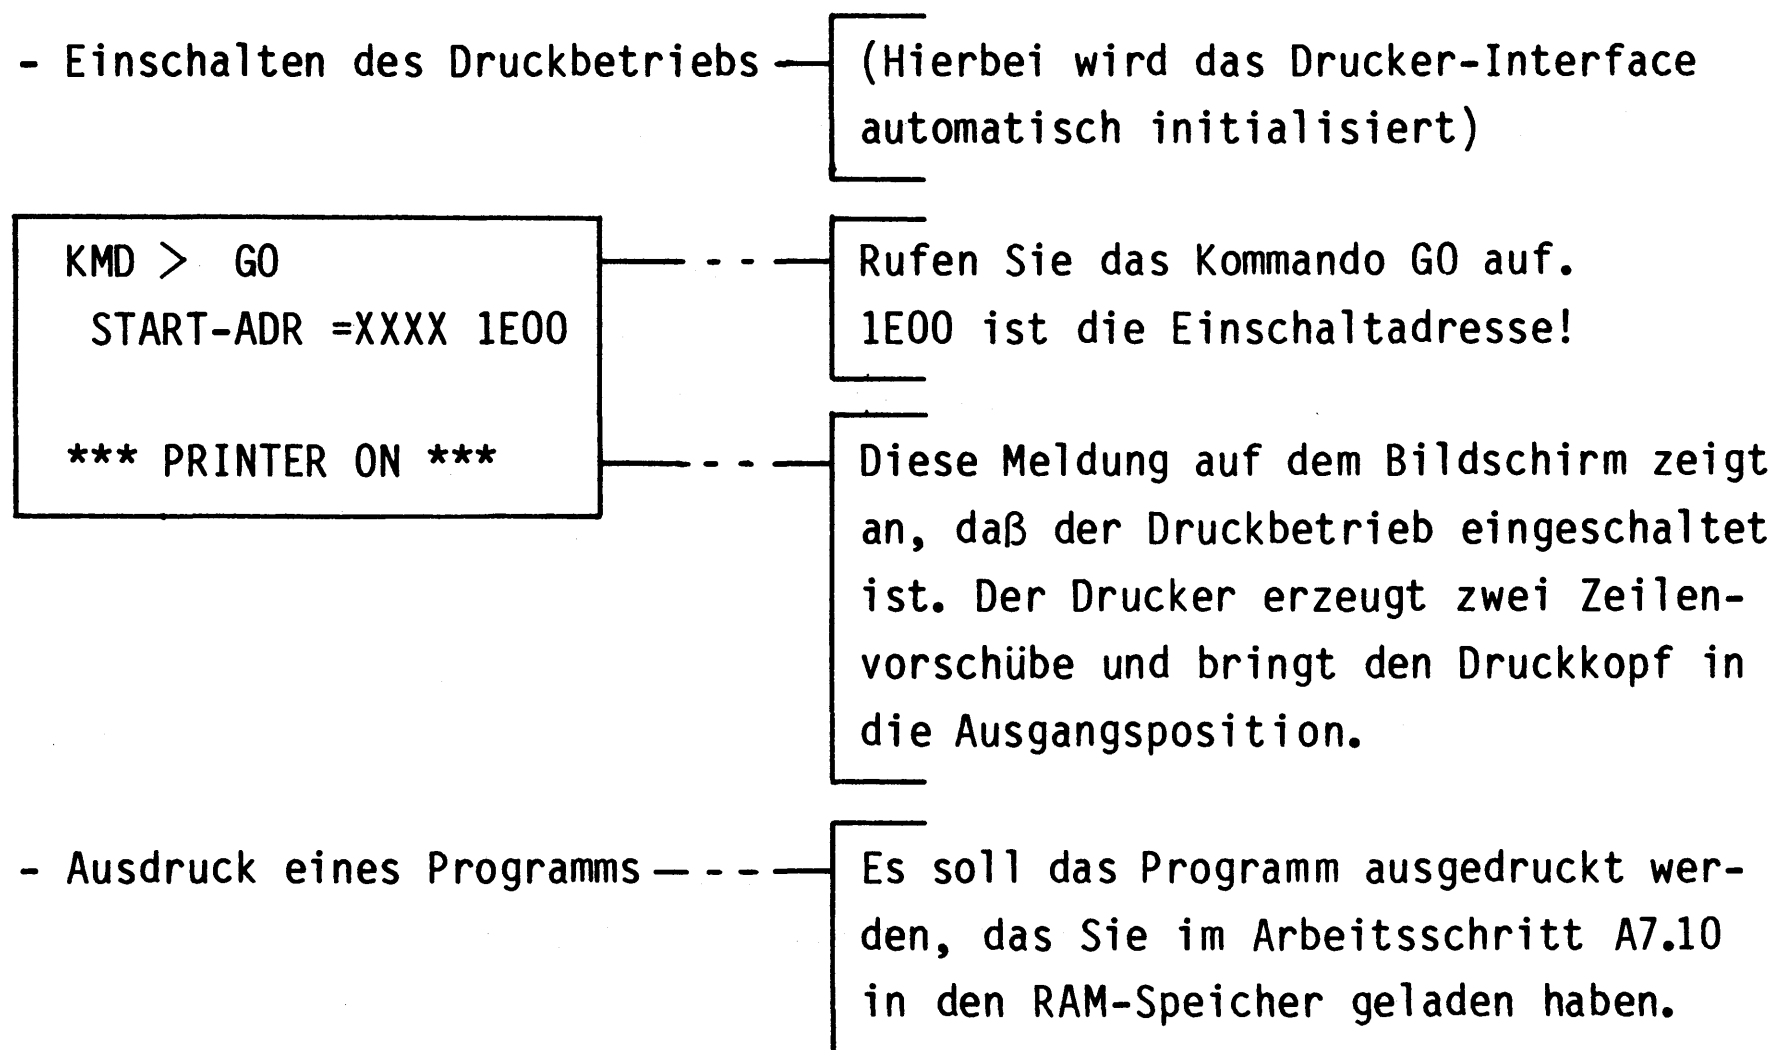 - Einschalten des Druckbetriebs
(Hierbei wird das Drucker-Interface
automatisch initialisiert)
KMD > GO
START-ADR =XXXX 1E00
*** PRINTER ON ***
Rufen Sie das Kommando GO auf.
1E00 ist die Einschaltadresse!
Diese Meldung auf dem Bildschirm zeigt
an, daß der Druckbetrieb eingeschaltet
ist. Der Drucker erzeugt zwei Zeilen-
vorschübe und bringt den Druckkopf in
die Ausgangsposition.
- Ausdruck eines Programms
Es soll das Programm ausgedruckt wer-
den, das Sie im Arbeitsschritt A7.10
in den RAM-Speicher geladen haben.